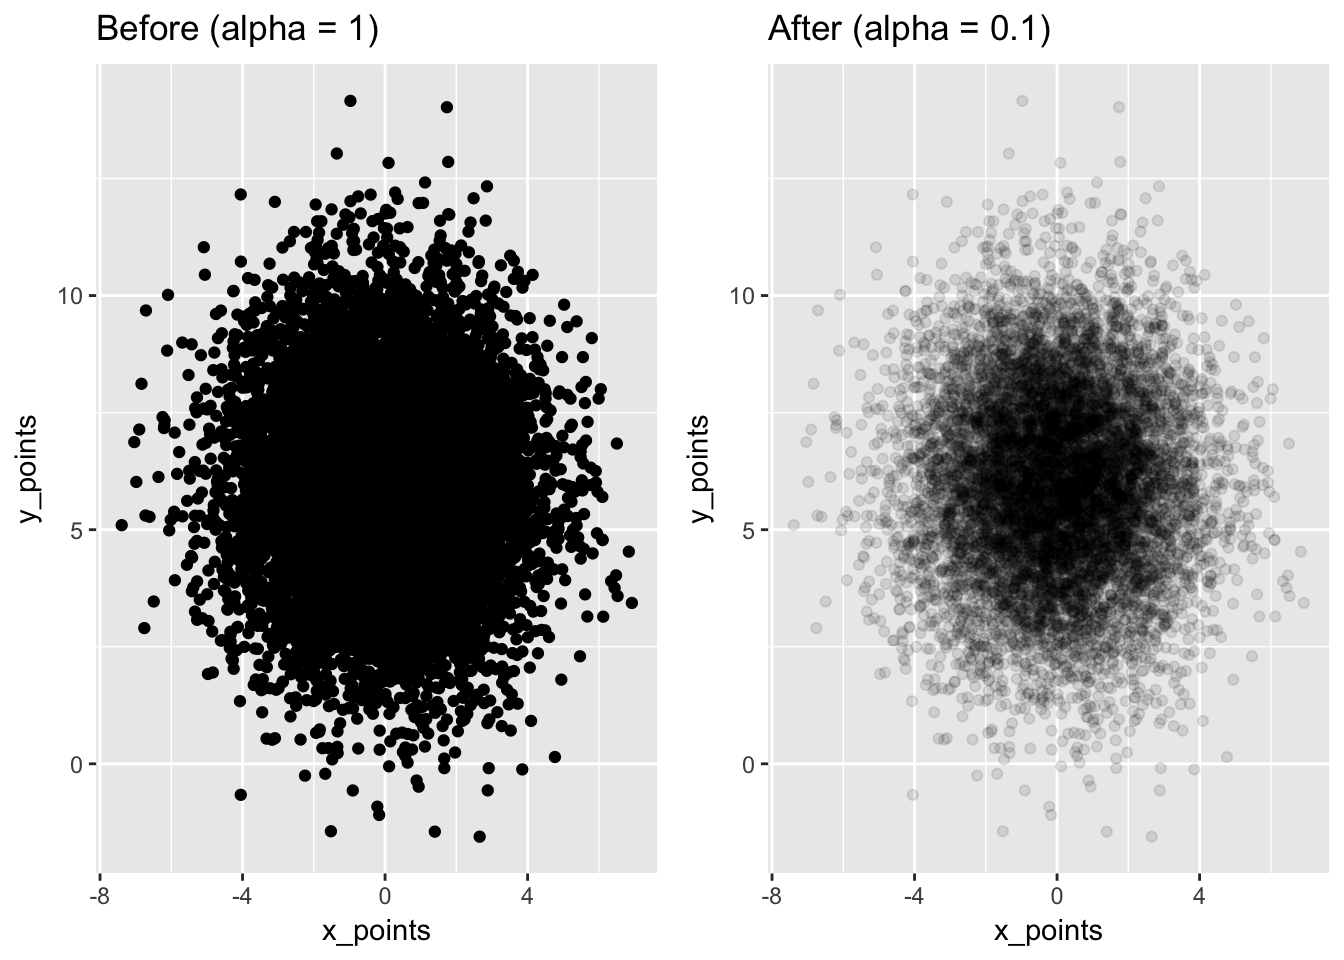 Before (alpha = 1)
y_points
10
5
0
-8 -4 0 4
x_points
After (alpha = 0.1)
y_points
10
5
0
-8 -4 0 4
x_points